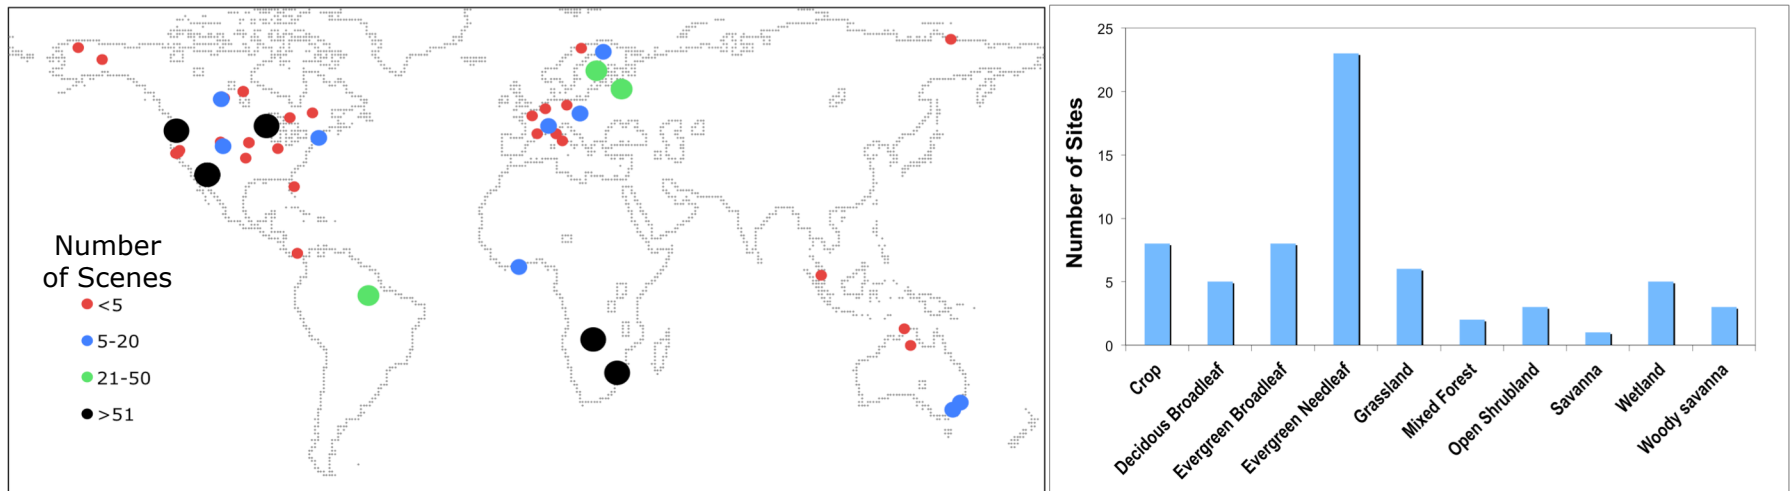 Number
of Scenes
<5
5-20
21-50
>51
Number of Sites
25
20
15
10
5
0
Crop
Decidous Broadleaf
Evergreen Broadleaf
Evergreen Needleaf
Grassland
Mixed Forest
Open Shrubland
Savanna
Wetland
Woody savanna